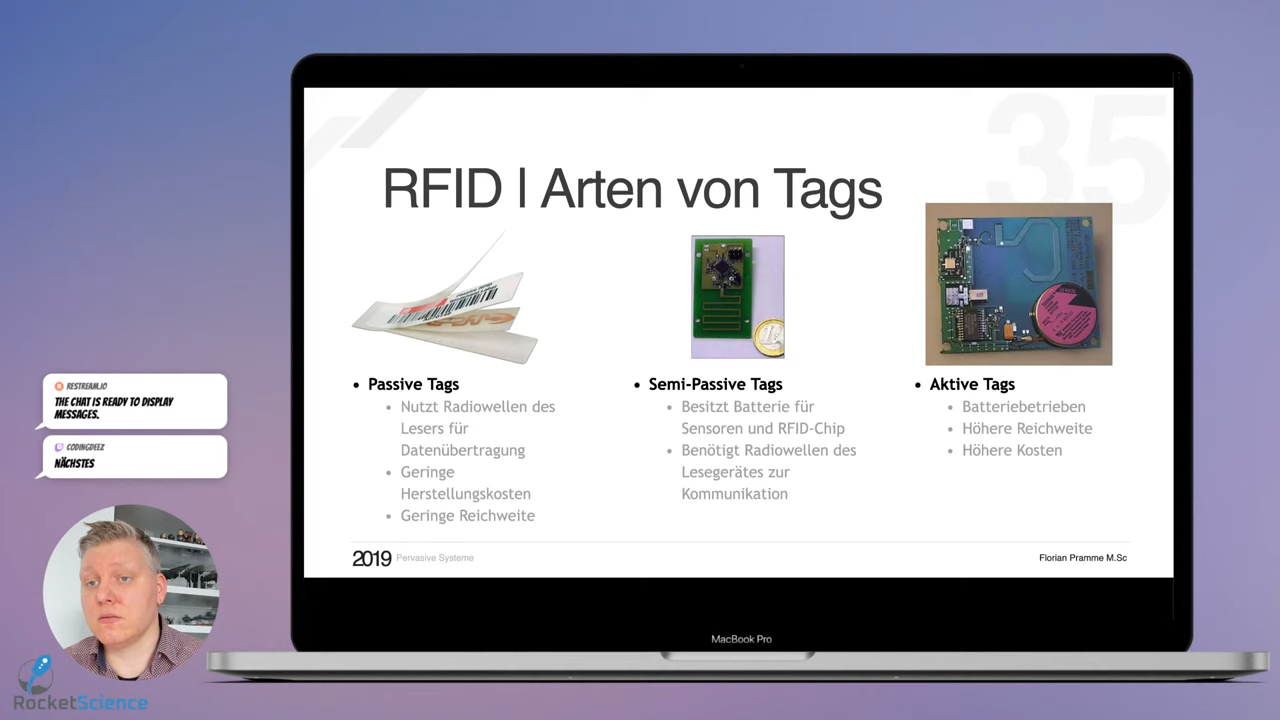 35
RFID | Arten von Tags
• Passive Tags
• Nutzt Radiowellen des
Lesers für
Datenübertragung
• Geringe
Herstellungskosten
• Geringe Reichweite
• Semi-Passive Tags
• Besitzt Batterie für
Sensoren und RFID-Chip
• Benötigt Radiowellen des
Lesegerätes zur
Kommunikation
• Aktive Tags
• Batteriebetrieben
• Höhere Reichweite
• Höhere Kosten
2019 Pervasive Systeme
Florian Pramme M.Sc
MacBook Pro
RESTREAM.IO
THE CHAT IS READY TO DISPLAY
MESSAGES.
CODINGDEEZ
NÄCHSTES
RocketScience